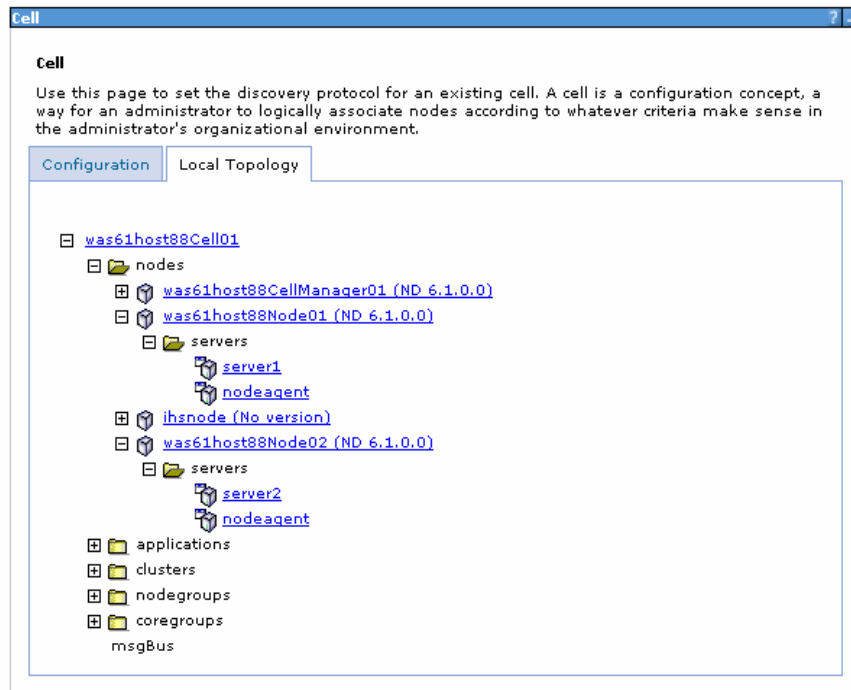 Cell ?
Cell
Use this page to set the discovery protocol for an existing cell. A cell is a configuration concept, a
way for an administrator to logically associate nodes according to whatever criteria make sense in
the administrator's organizational environment.
Configuration Local Topology
was61host88Cell01
nodes
was61host88CellManager01 (ND 6.1.0.0)
was61host88Node01 (ND 6.1.0.0)
servers
server1
nodeagent
ihsnode (No version)
was61host88Node02 (ND 6.1.0.0)
servers
server2
nodeagent
applications
clusters
nodegroups
coregroups
msgBus